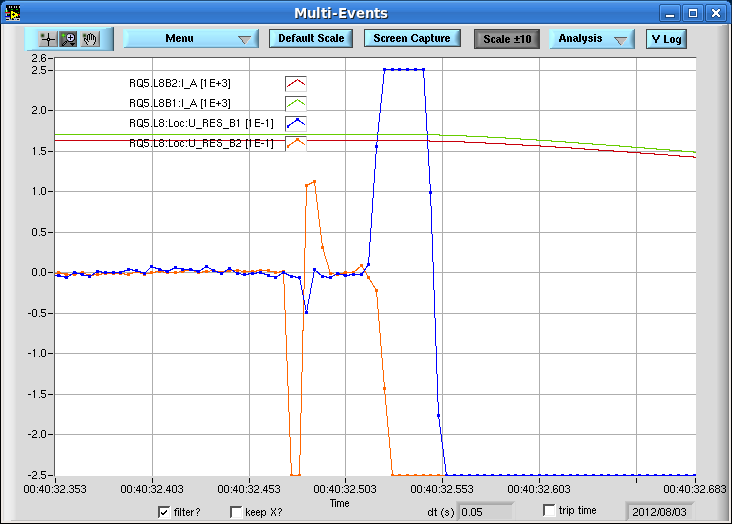 Multi-Events
Menu Default Scale Screen Capture Scale ±10 Analysis V Log
2.6
2.5
2.0
1.5
1.0
0.5
0.0
-0.5
-1.0
-1.5
-2.0
-2.5
RQ5.L8B2:I_A [1E+3]
RQ5.L8B1:I_A [1E+3]
RQ5.L8:Loc:U_RES_B1 [1E-1]
RQ5.L8:Loc:U_RES_B2 [1E-1]
00:40:32.353 00:40:32.403 00:40:32.453 00:40:32.503 00:40:32.553 00:40:32.603 00:40:32.683
Time
filter? keep X? dt (s) 0.05 trip time 2012/08/03